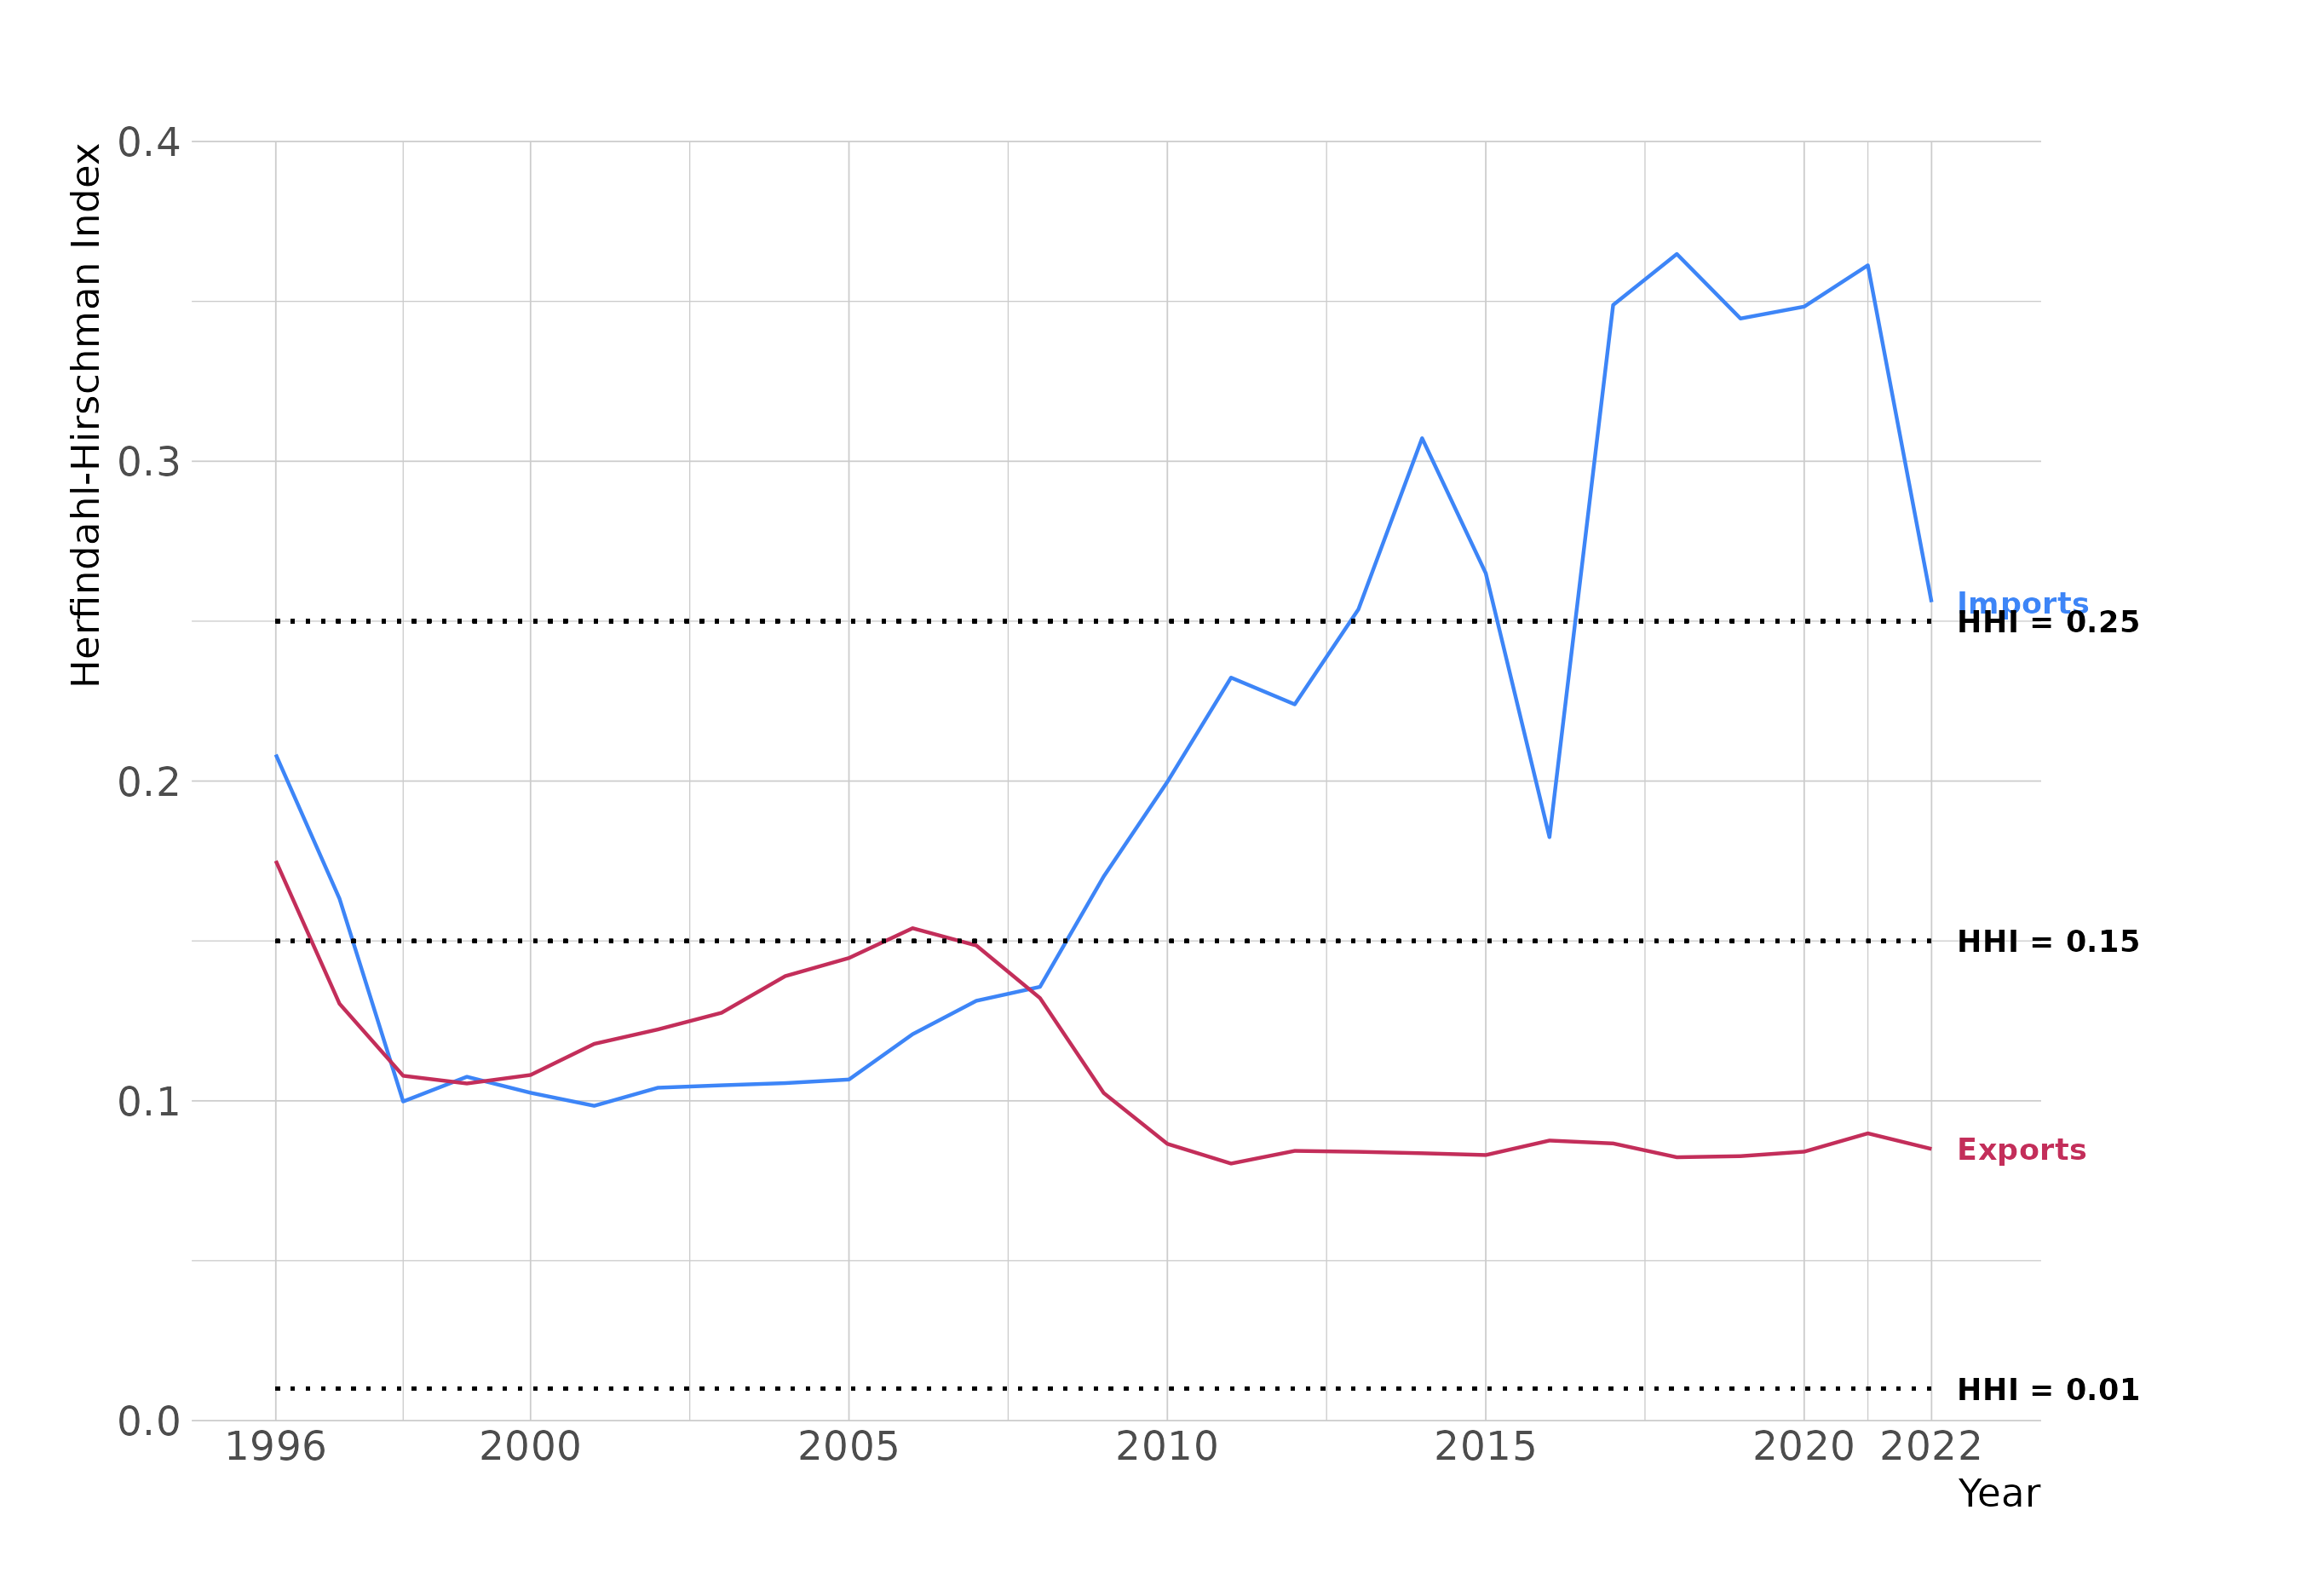 Herfindahl-Hirschman Index
0.4
0.3
0.2
0.1
0.0
Imports
HHI = 0.25
HHI = 0.15
Exports
HHI = 0.01
1996 2000 2005 2010 2015 2020 2022
Year